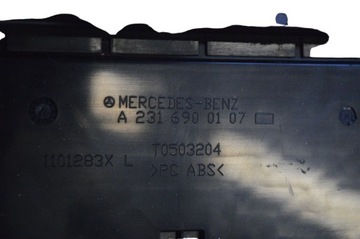 MERCEDES-BENZ
A 231 690 01 07
1101283X L
T0503204
>PC ABS<